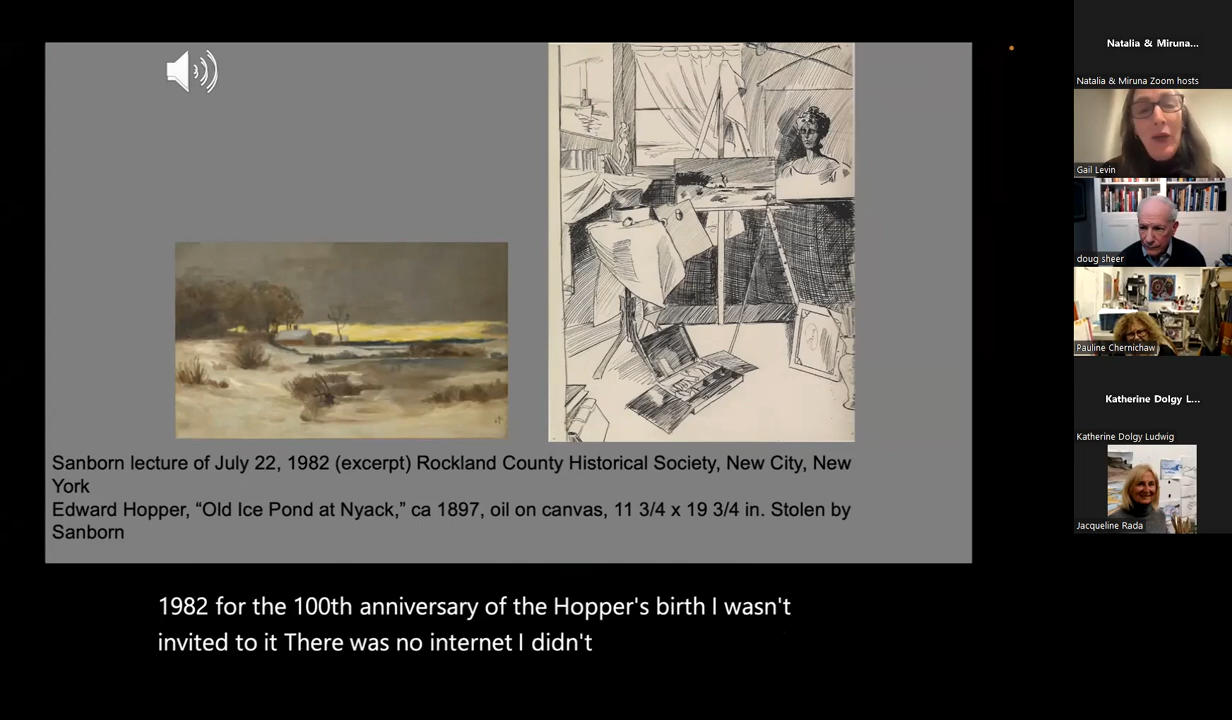 Sanborn lecture of July 22, 1982 (excerpt) Rockland County Historical Society, New City, New
York
Edward Hopper, “Old Ice Pond at Nyack,” ca 1897, oil on canvas, 11 3/4 x 19 3/4 in. Stolen by
Sanborn
1982 for the 100th anniversary of the Hopper's birth I wasn't
invited to it There was no internet I didn't
Natalia & Miruna...
Natalia & Miruna Zoom hosts
Gail Levin
doug sheer
Pauline Chernichaw
Katherine Dolgy L...
Katherine Dolgy Ludwig
Jacqueline Rada